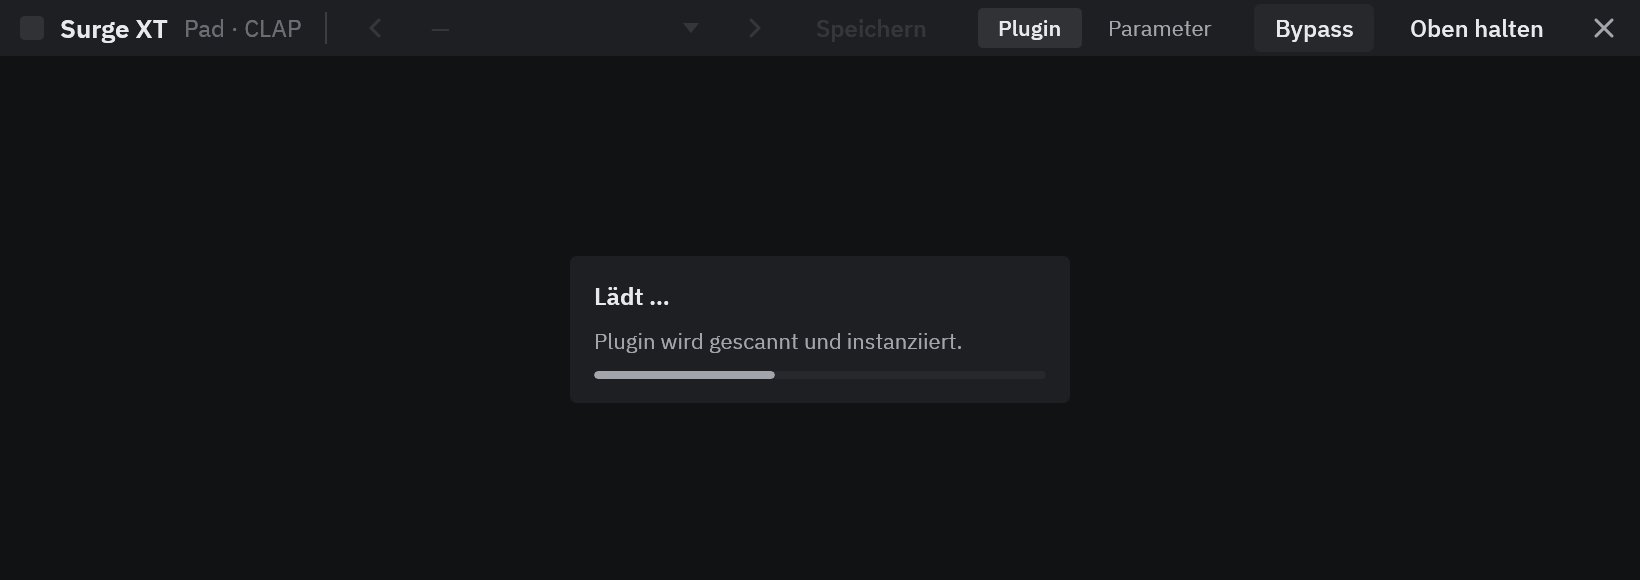 Surge XT Pad · CLAP — Speichern Plugin Parameter Bypass Oben halten
Lädt ...
Plugin wird gescannt und instanziiert.